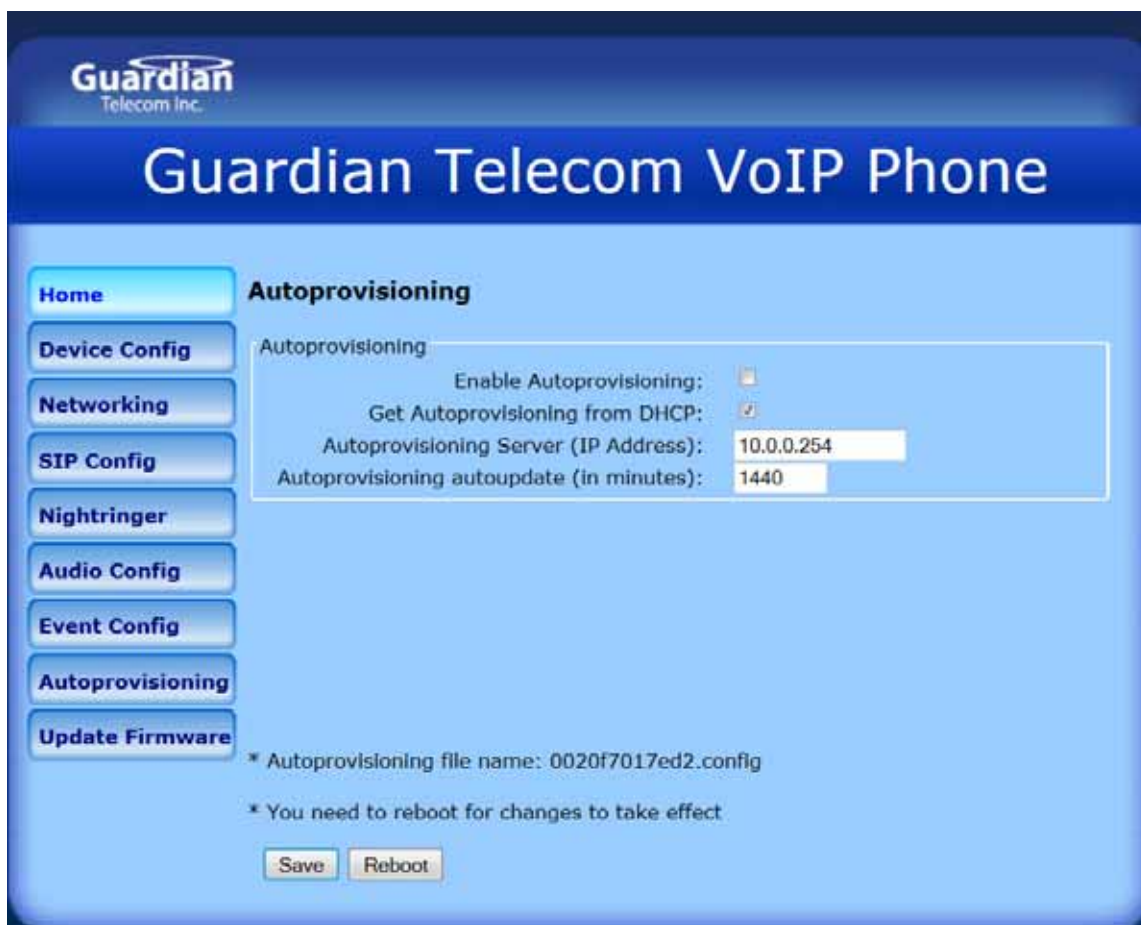 Guardian
Telecom Inc.
Guardian Telecom VoIP Phone
Home
Device Config
Networking
SIP Config
Nightringer
Audio Config
Event Config
Autoprovisioning
Update Firmware
Autoprovisioning
Autoprovisioning
Enable Autoprovisioning:
Get Autoprovisioning from DHCP:
Autoprovisioning Server (IP Address): 10.0.0.254
Autoprovisioning autoupdate (in minutes): 1440
* Autoprovisioning file name: 0020f7017ed2.config
* You need to reboot for changes to take effect
Save Reboot